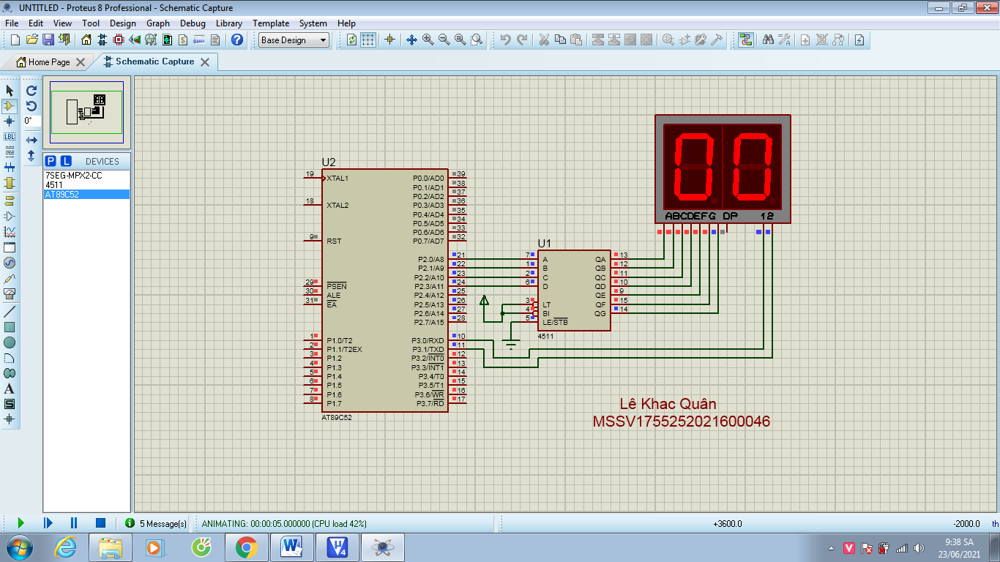 UNTITLED - Proteus 8 Professional - Schematic Capture
File Edit View Tool Design Graph Debug Library Template System Help
Base Design
Home Page
Schematic Capture
0°
P L DEVICES
7SEG-MPX2-CC
4511
AT89C52
LBL
A
S
U2
19 XTAL1
18 XTAL2
9 RST
29 PSEN
30 ALE
31 EA
1 P1.0/T2
2 P1.1/T2EX
3 P1.2
4 P1.3
5 P1.4
6 P1.5
7 P1.6
8 P1.7
P0.0/AD0 39
P0.1/AD1 38
P0.2/AD2 37
P0.3/AD3 36
P0.4/AD4 35
P0.5/AD5 34
P0.6/AD6 33
P0.7/AD7 32
P2.0/A8 21
P2.1/A9 22
P2.2/A10 23
P2.3/A11 24
P2.4/A12 25
P2.5/A13 26
P2.6/A14 27
P2.7/A15 28
P3.0/RXD 10
P3.1/TXD 11
P3.2/INT0 12
P3.3/INT1 13
P3.4/T0 14
P3.5/T1 15
P3.6/WR 16
P3.7/RD 17
AT89C52
U1
7 A QA 13
1 B QB 12
2 C QC 11
6 D QD 10
QE 9
3 LT QF 15
4 BI QG 14
5 LE/STB
4511
00
ABCDEFG DP 12
Lê Khac Quân
MSSV1755252021600046
5 Message(s)
ANIMATING: 00:00:05.000000 (CPU load 42%)
+3600.0
-2000.0
th
9:38 SA
23/06/2021